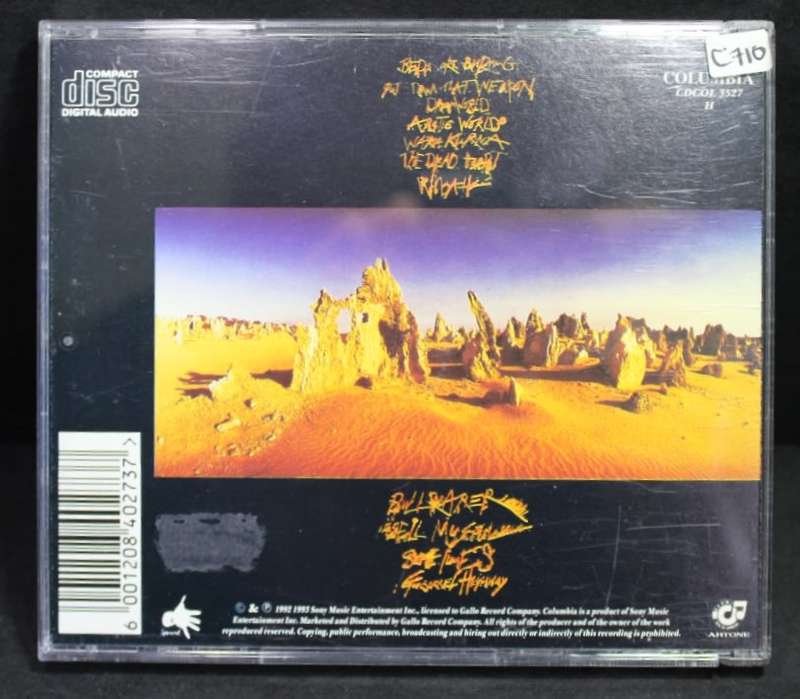 COMPACT
disc
DIGITAL AUDIO
C710
COLUMBIA
CDCOL 3527
H
BEDS ARE BURNING
PUT DOWN THAT WEAPON
DREAMWORLD
ARCTIC WORLD
WARAKURNA
THE DEAD HEART
BULLROARER
SELL MY SOUL
SOMETIMES
GUNBARREL HIGHWAY
6 001208 402737 >
© & ℗ 1992 1993 Sony Music Entertainment Inc., licensed to Gallo Record Company. Columbia is a product of Sony Music
Entertainment Inc. Marketed and Distributed by Gallo Record Company. All rights of the producer and of the owner of the work
reproduced reserved. Copying, public performance, broadcasting and hiring out directly or indirectly of this recording is prohibited.
ARTONE